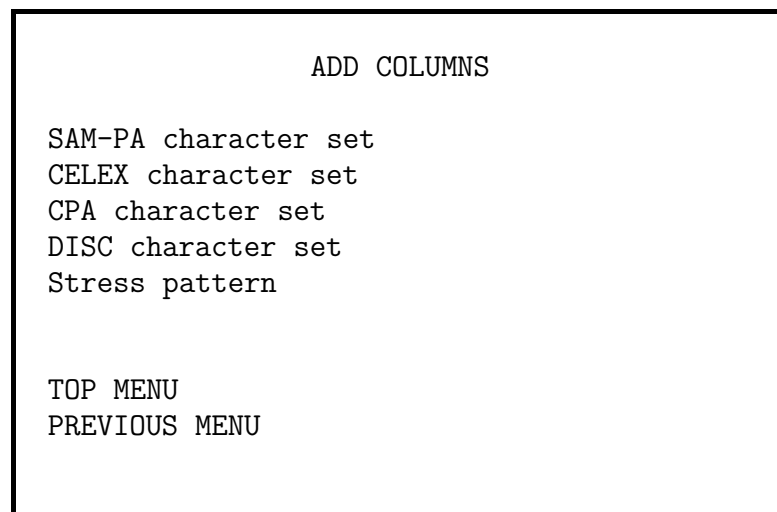 ADD COLUMNS
SAM-PA character set
CELEX character set
CPA character set
DISC character set
Stress pattern
TOP MENU
PREVIOUS MENU